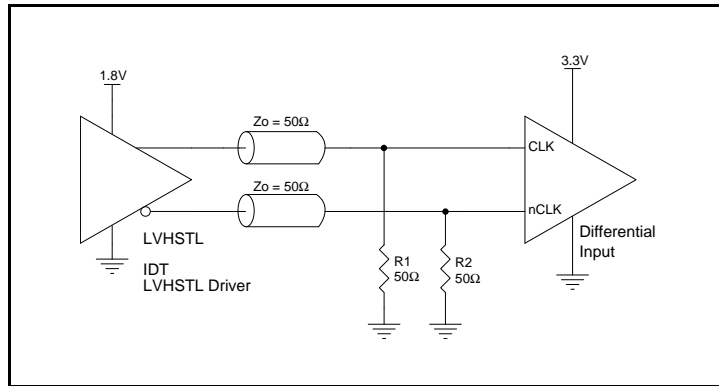 1.8V
3.3V
Zo = 50Ω
CLK
Zo = 50Ω
nCLK
LVHSTL
IDT
LVHSTL Driver
R1
50Ω
R2
50Ω
Differential
Input